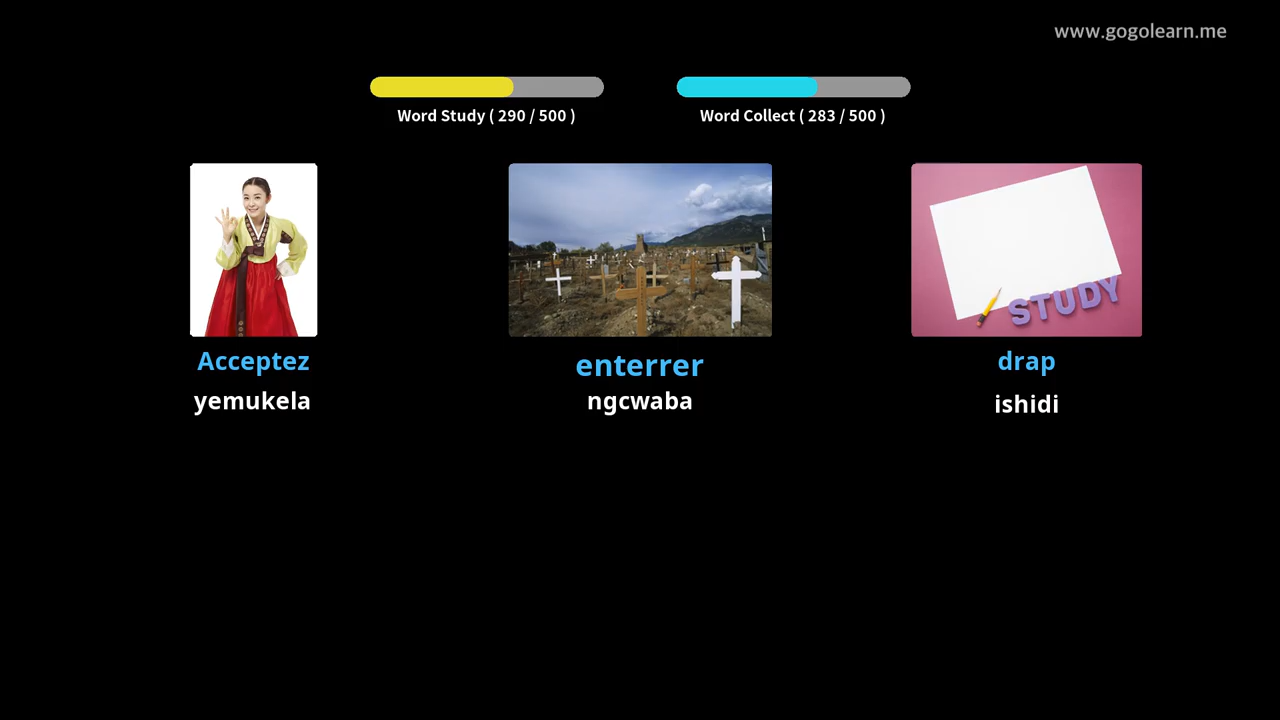 www.gogolearn.me
Word Study ( 290 / 500 )
Word Collect ( 283 / 500 )
STUDY
Acceptez
enterrer
drap
yemukela
ngcwaba
ishidi